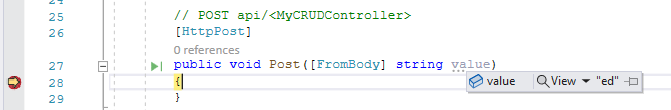 24
25 // POST api/<MyCRUDController>
26 [HttpPost]
0 references
27 public void Post([FromBody] string value)
28 {
value View "ed"
29 }